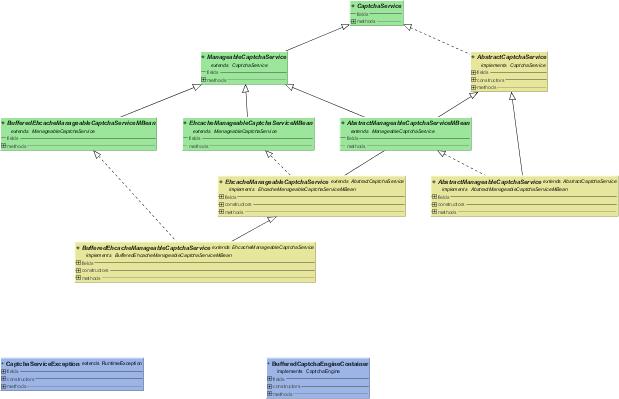 CaptchaService
fields
methods
ManageableCaptchaService
extends CaptchaService
fields
methods
AbstractCaptchaService
implements CaptchaService
fields
constructors
methods
BufferedEhcacheManageableCaptchaServiceMBean
extends ManageableCaptchaService
fields
methods
EhcacheManageableCaptchaServiceMBean
extends ManageableCaptchaService
fields
methods
AbstractManageableCaptchaServiceMBean
extends ManageableCaptchaService
fields
methods
EhcacheManageableCaptchaService extends AbstractCaptchaService
implements EhcacheManageableCaptchaServiceMBean
fields
constructors
methods
AbstractManageableCaptchaService extends AbstractCaptchaService
implements AbstractManageableCaptchaServiceMBean
fields
constructors
methods
BufferedEhcacheManageableCaptchaService extends EhcacheManageableCaptchaService
implements BufferedEhcacheManageableCaptchaServiceMBean
fields
constructors
methods
CaptchaServiceException extends RuntimeException
fields
constructors
methods
BufferedCaptchaEngineContainer
implements CaptchaEngine
fields
constructors
methods